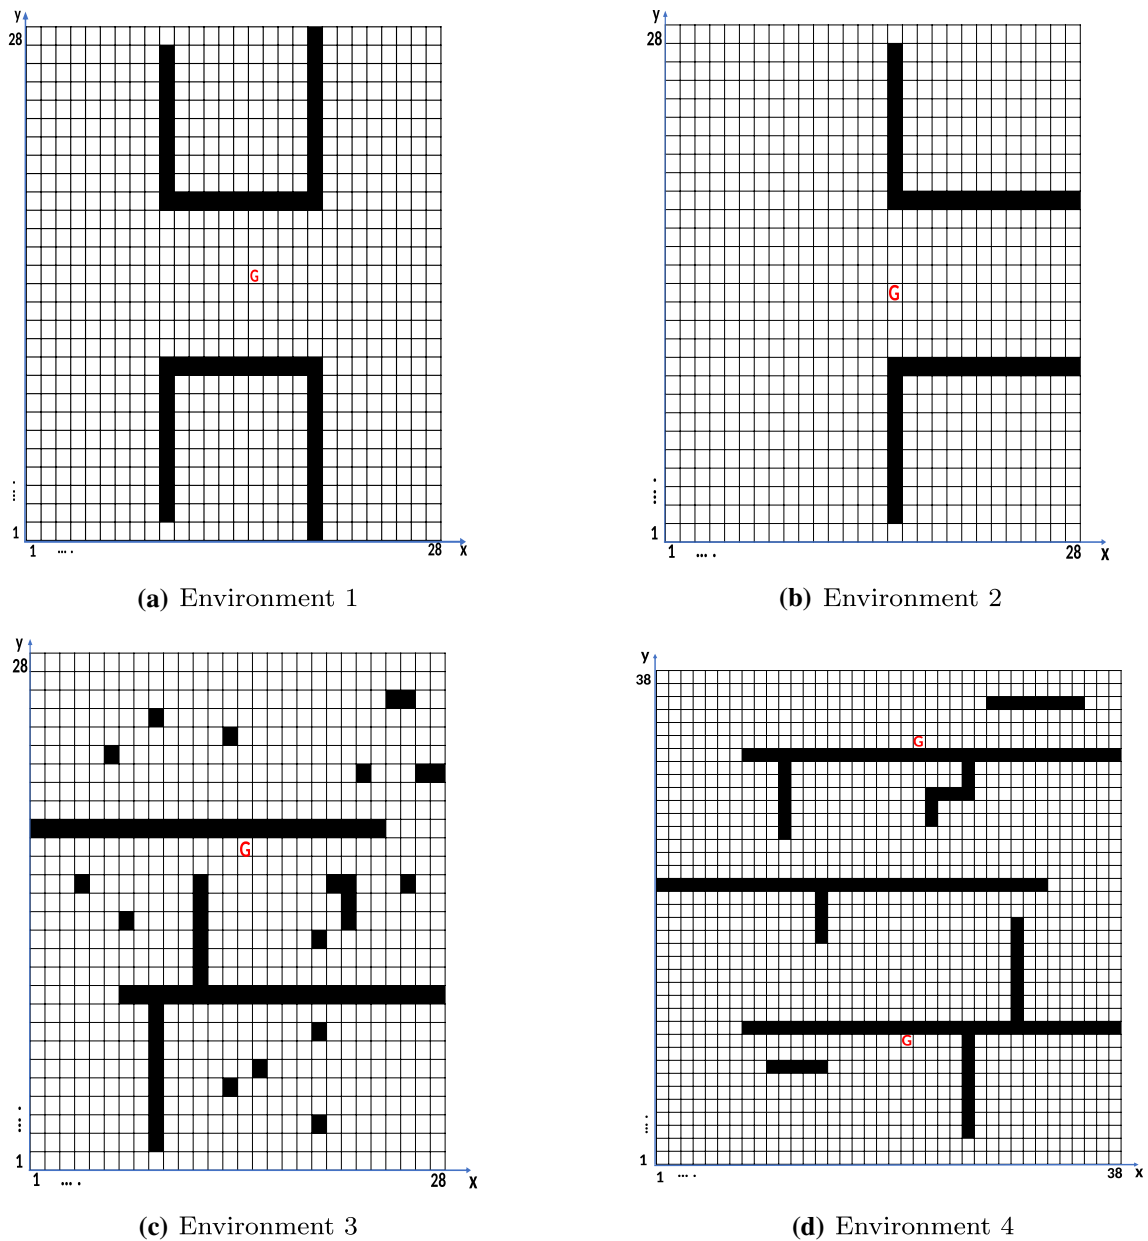 y
28
G
⋮
1
1 ....
28 x
(a) Environment 1
y
28
G
⋮
1
1 ....
28 x
(b) Environment 2
y
28
G
⋮
1
1 ....
28 x
(c) Environment 3
y
38
G
G
⋮
1
1 ....
38 x
(d) Environment 4